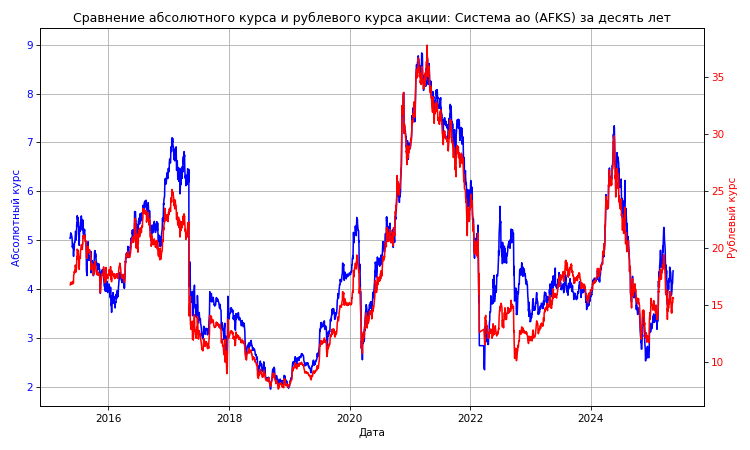 Сравнение абсолютного курса и рублевого курса акции: Система ао (AFKS) за десять лет
Абсолютный курс
9
8
7
6
5
4
3
2
35
30
25
20
15
10
Рублевый курс
2016 2018 2020 2022 2024
Дата